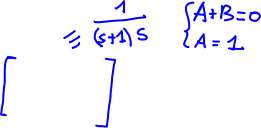 ≤ 1/((s+1)s) { A+B=0
{ A=1
[ ]